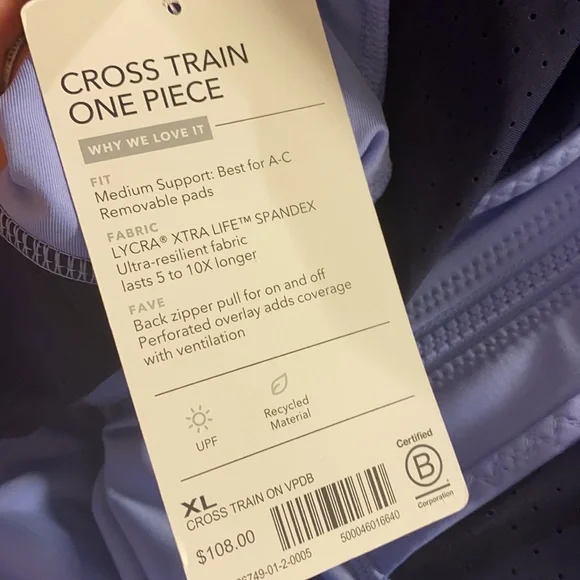 CROSS TRAIN
ONE PIECE
WHY WE LOVE IT
FIT
Medium Support: Best for A-C
Removable pads
FABRIC
LYCRA® XTRA LIFE™ SPANDEX
Ultra-resilient fabric
lasts 5 to 10X longer
FAVE
Back zipper pull for on and off
Perforated overlay adds coverage
with ventilation
UPF
Recycled
Material
Certified
B
Corporation
XL
CROSS TRAIN ON VPDB
$108.00
500046016640